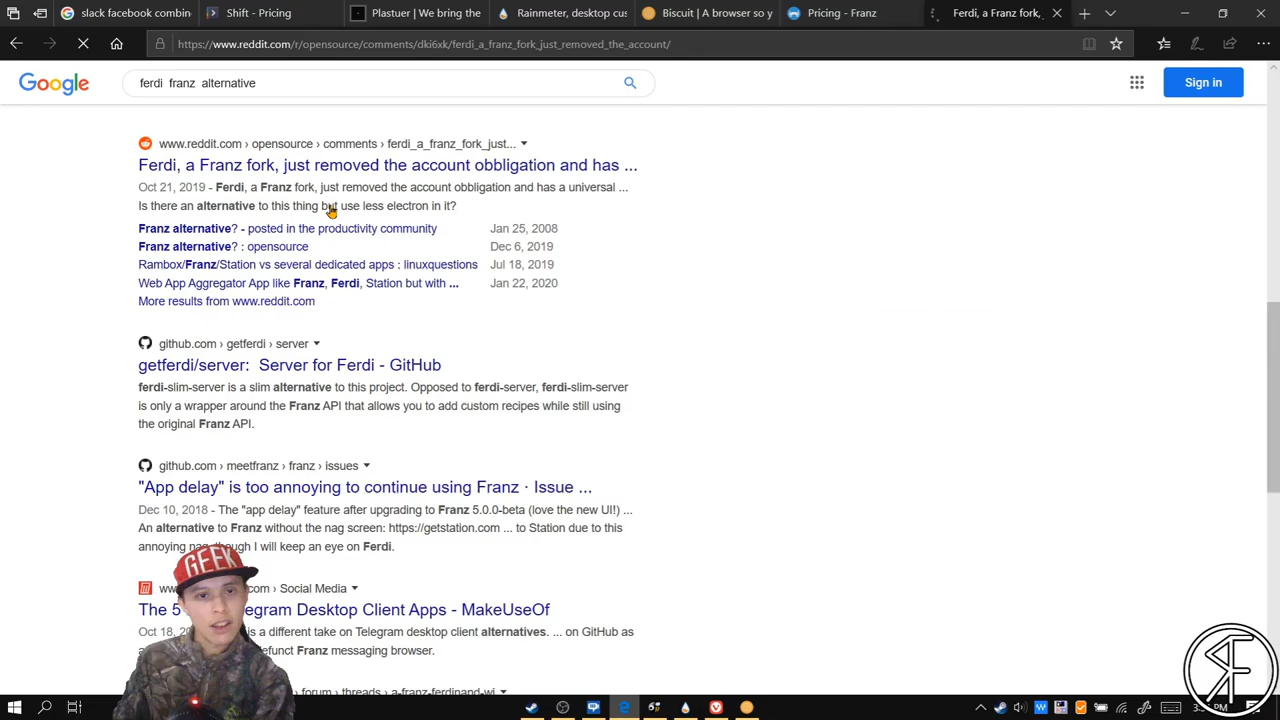 slack facebook combin
Shift - Pricing
Plastuer | We bring the
Rainmeter, desktop cus
Biscuit | A browser so y
Pricing - Franz
Ferdi, a Franz fork,
https://www.reddit.com/r/opensource/comments/dki6xk/ferdi_a_franz_fork_just_removed_the_account/
Google
ferdi franz alternative
Sign in
www.reddit.com › opensource › comments › ferdi_a_franz_fork_just...
Ferdi, a Franz fork, just removed the account obbligation and has ...
Oct 21, 2019 - Ferdi, a Franz fork, just removed the account obbligation and has a universal ...
Is there an alternative to this thing but use less electron in it?
Franz alternative? - posted in the productivity community Jan 25, 2008
Franz alternative? : opensource Dec 6, 2019
Rambox/Franz/Station vs several dedicated apps : linuxquestions Jul 18, 2019
Web App Aggregator App like Franz, Ferdi, Station but with ... Jan 22, 2020
More results from www.reddit.com
github.com › getferdi › server
getferdi/server: Server for Ferdi - GitHub
ferdi-slim-server is a slim alternative to this project. Opposed to ferdi-server, ferdi-slim-server
is only a wrapper around the Franz API that allows you to add custom recipes while still using
the original Franz API.
github.com › meetfranz › franz › issues
"App delay" is too annoying to continue using Franz · Issue ...
Dec 10, 2018 - The "app delay" feature after upgrading to Franz 5.0.0-beta (love the new UI!) ...
An alternative to Franz without the nag screen: https://getstation.com ... to Station due to this
annoying nag, though I will keep an eye on Ferdi.
.com › Social Media
The 5 Telegram Desktop Client Apps - MakeUseOf
Oct 18, is a different take on Telegram desktop client alternatives. ... on GitHub as
defunct Franz messaging browser.
forum › threads › a-franz-ferdinand-wi
GEEK